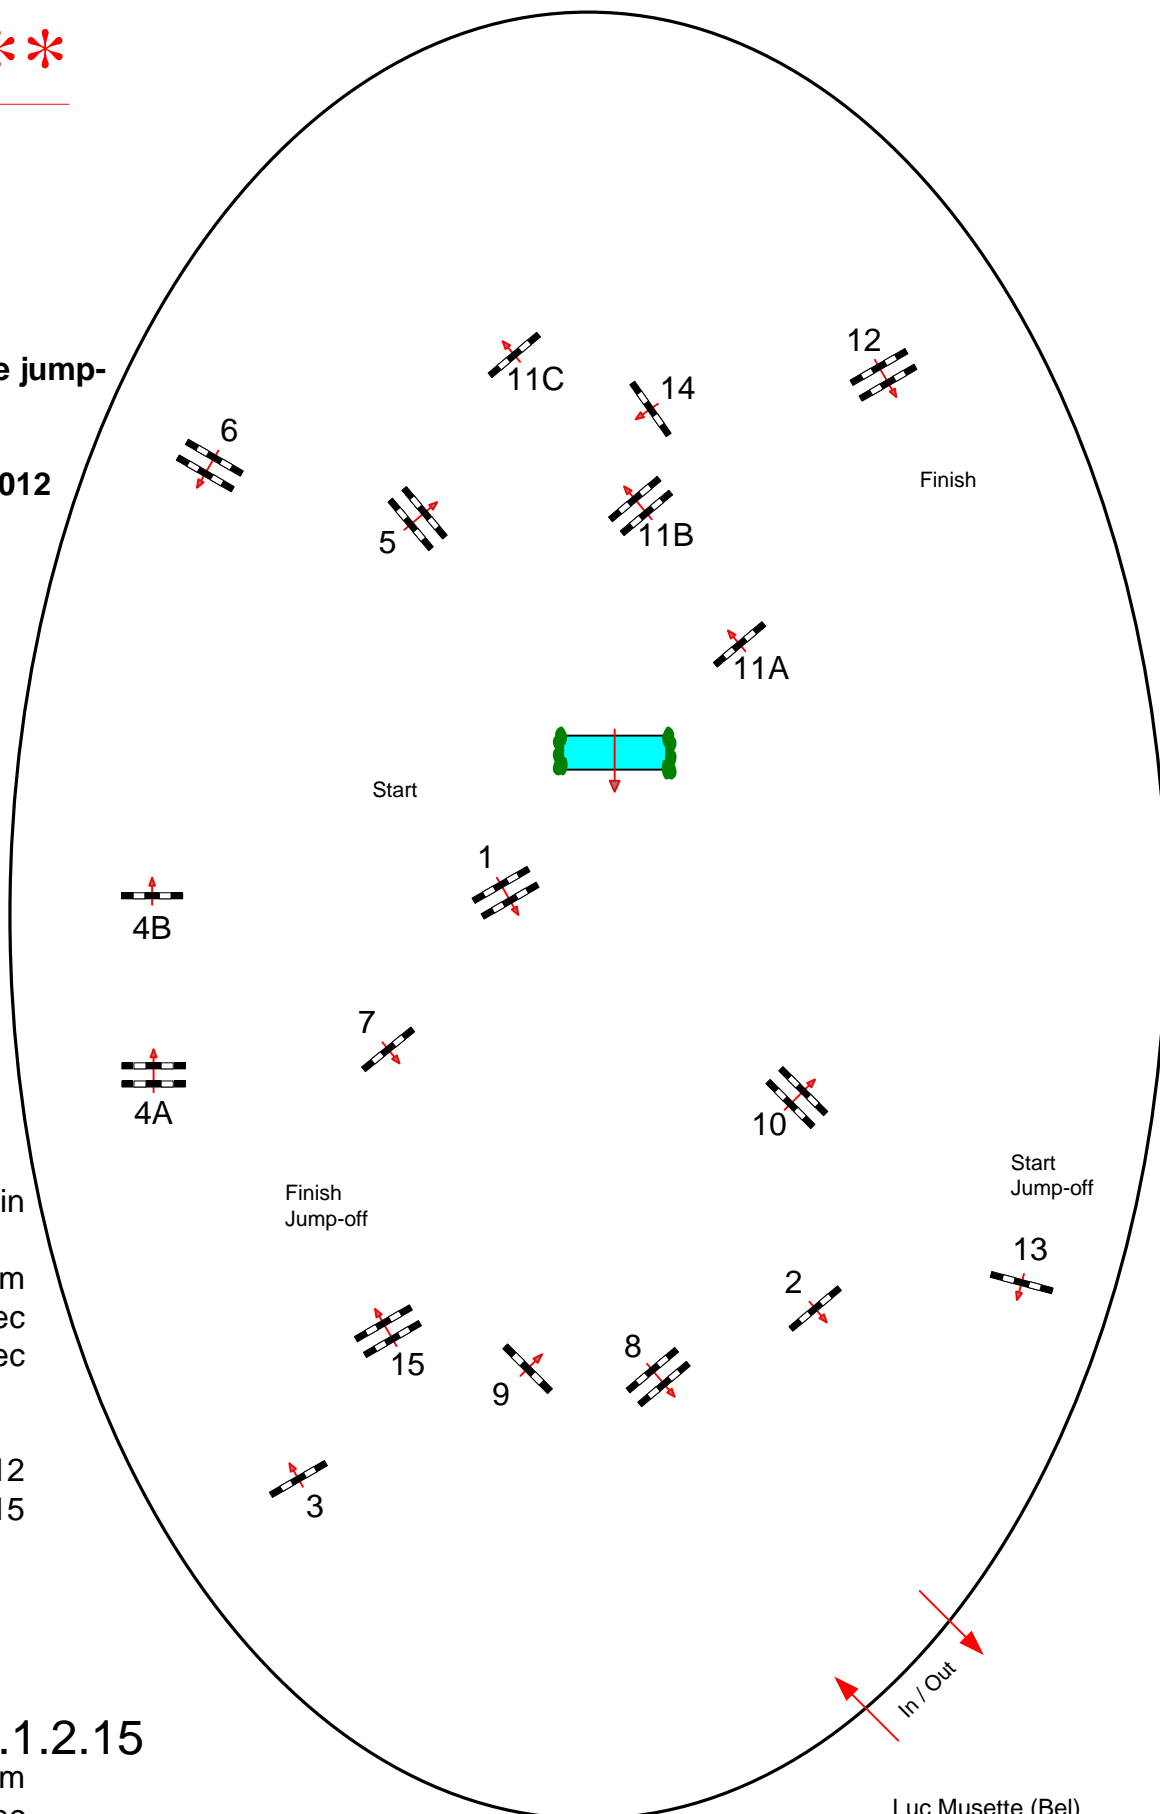 **
e jump-
012
12
11C
14
6
Finish
5
11B
11A
Start
1
4B
7
4A
10
Start
Jump-off
in
Finish
Jump-off
13
m
2
ec
8
ec
15
9
12
3
15
In / Out
.1.2.15
m
Luc Musette (Bel)